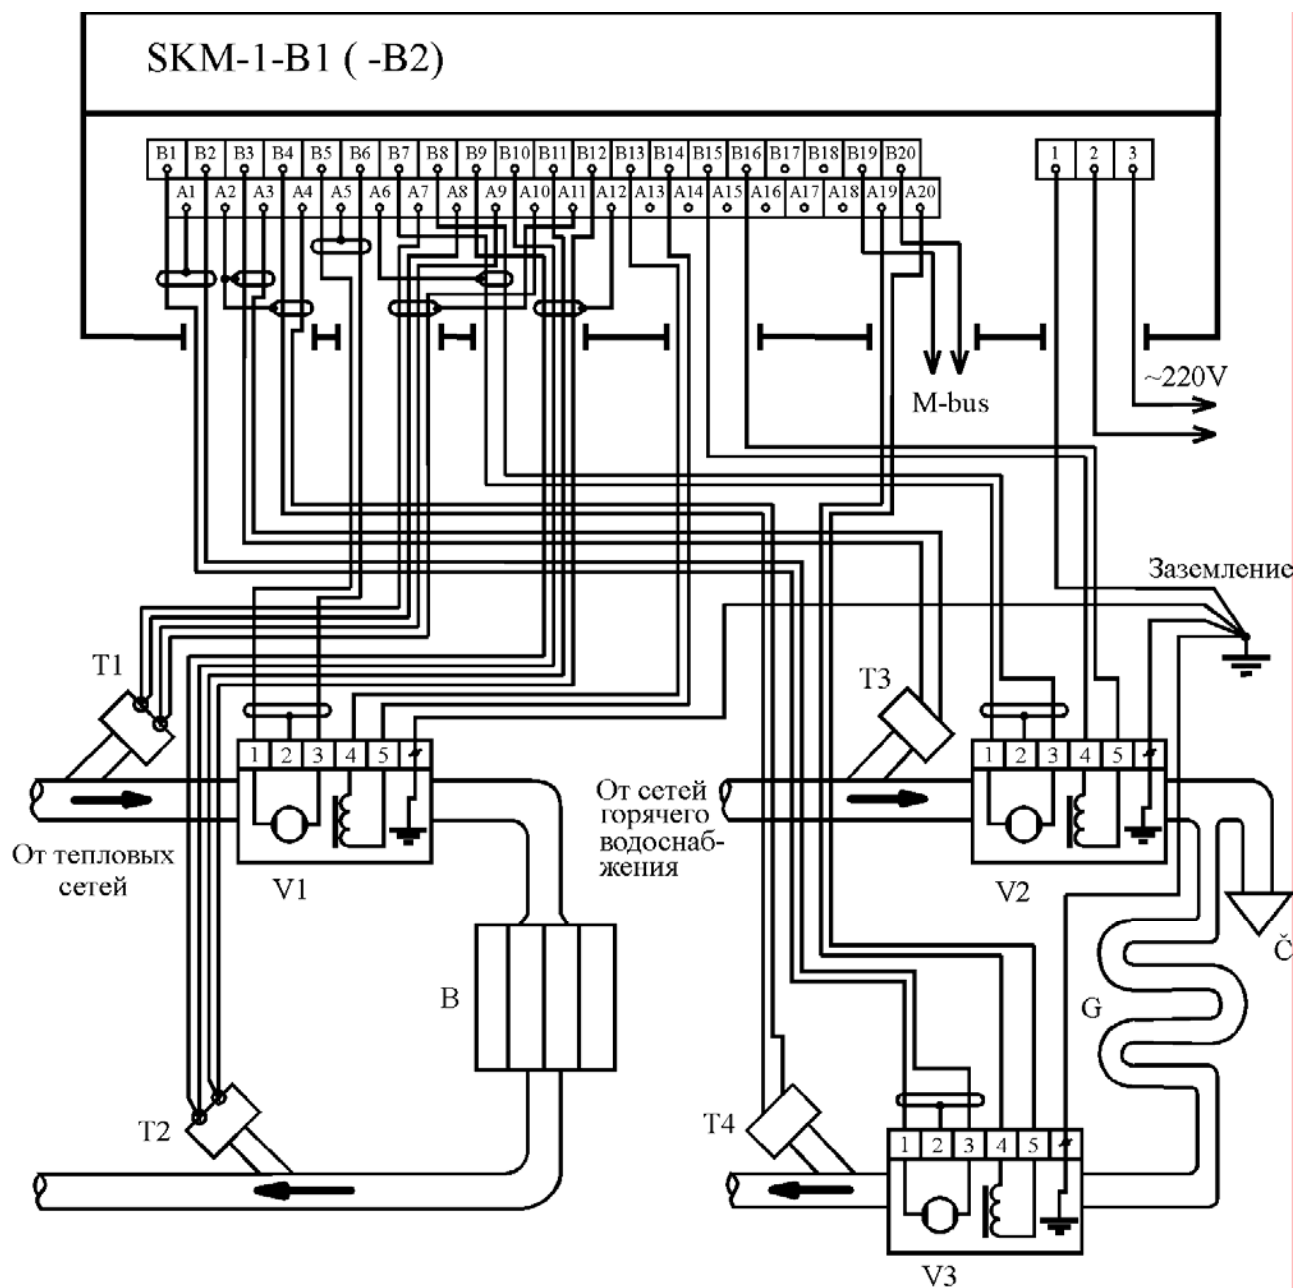 SKM-1-B1 ( -B2)
B1 B2 B3 B4 B5 B6 B7 B8 B9 B10 B11 B12 B13 B14 B15 B16 B17 B18 B19 B20
1 2 3
A1 A2 A3 A4 A5 A6 A7 A8 A9 A10 A11 A12 A13 A14 A15 A16 A17 A18 A19 A20
~220V
M-bus
Заземление
T1
T3
1 2 3 4 5
1 2 3 4 5
От сетей
горячего
водоснаб-
жения
От тепловых
сетей
V1
V2
Č
B
G
T2
T4
1 2 3 4 5
V3